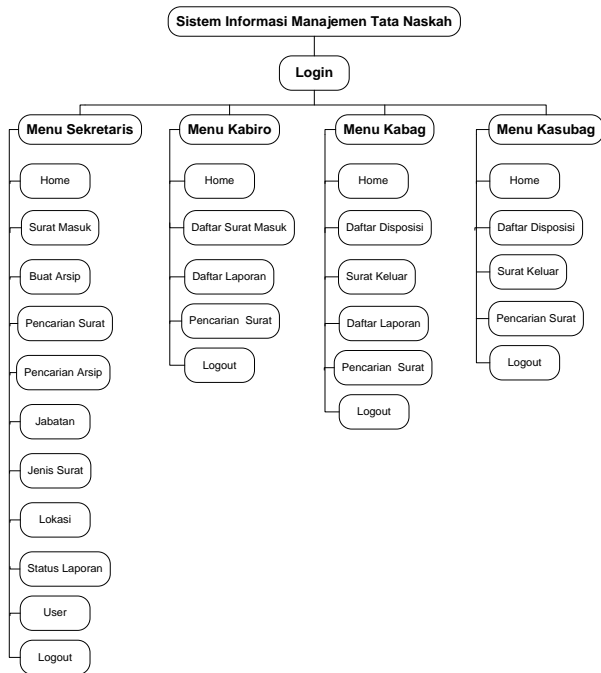 Sistem Informasi Manajemen Tata Naskah
Login
Menu Sekretaris
Home
Surat Masuk
Buat Arsip
Pencarian Surat
Pencarian Arsip
Jabatan
Jenis Surat
Lokasi
Status Laporan
User
Logout
Menu Kabiro
Home
Daftar Surat Masuk
Daftar Laporan
Pencarian Surat
Logout
Menu Kabag
Home
Daftar Disposisi
Surat Keluar
Daftar Laporan
Pencarian Surat
Logout
Menu Kasubag
Home
Daftar Disposisi
Surat Keluar
Pencarian Surat
Logout